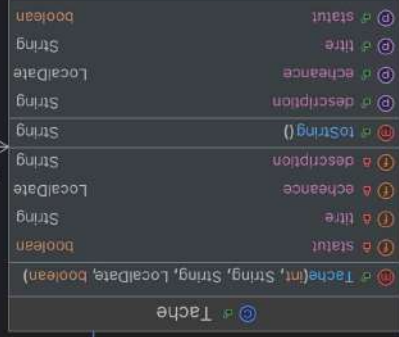 Tache
Tache(int, String, String, LocalDate, boolean)
statut boolean
titre String
echeance LocalDate
description String
toString() String
description String
echeance LocalDate
titre String
statut boolean